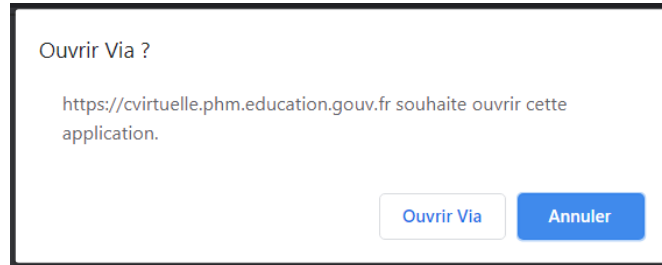 Ouvrir Via ?
https://cvirtuelle.phm.education.gouv.fr souhaite ouvrir cette
application.
Ouvrir Via
Annuler